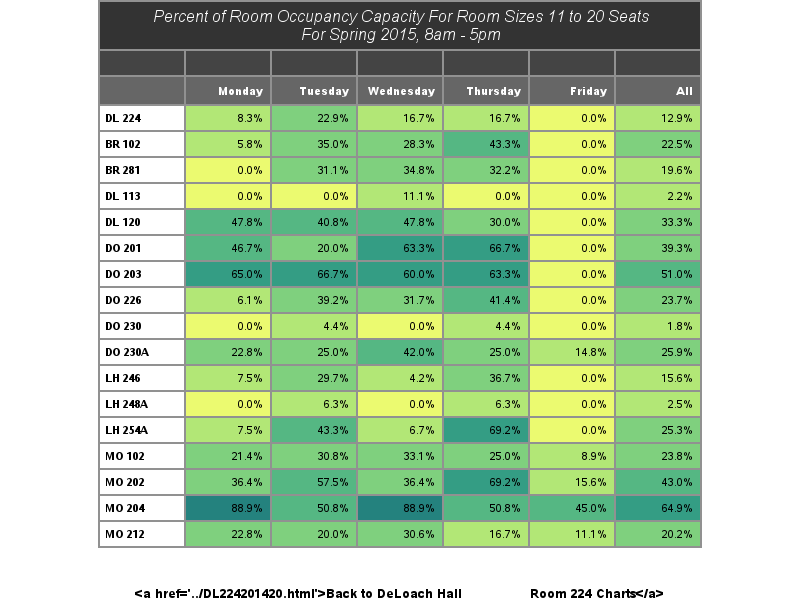 Percent of Room Occupancy Capacity For Room Sizes 11 to 20 Seats
For Spring 2015, 8am - 5pm
Monday Tuesday Wednesday Thursday Friday All
DL 224 8.3% 22.9% 16.7% 16.7% 0.0% 12.9%
BR 102 5.8% 35.0% 28.3% 43.3% 0.0% 22.5%
BR 281 0.0% 31.1% 34.8% 32.2% 0.0% 19.6%
DL 113 0.0% 0.0% 11.1% 0.0% 0.0% 2.2%
DL 120 47.8% 40.8% 47.8% 30.0% 0.0% 33.3%
DO 201 46.7% 20.0% 63.3% 66.7% 0.0% 39.3%
DO 203 65.0% 66.7% 60.0% 63.3% 0.0% 51.0%
DO 226 6.1% 39.2% 31.7% 41.4% 0.0% 23.7%
DO 230 0.0% 4.4% 0.0% 4.4% 0.0% 1.8%
DO 230A 22.8% 25.0% 42.0% 25.0% 14.8% 25.9%
LH 246 7.5% 29.7% 4.2% 36.7% 0.0% 15.6%
LH 248A 0.0% 6.3% 0.0% 6.3% 0.0% 2.5%
LH 254A 7.5% 43.3% 6.7% 69.2% 0.0% 25.3%
MO 102 21.4% 30.8% 33.1% 25.0% 8.9% 23.8%
MO 202 36.4% 57.5% 36.4% 69.2% 15.6% 43.0%
MO 204 88.9% 50.8% 88.9% 50.8% 45.0% 64.9%
MO 212 22.8% 20.0% 30.6% 16.7% 11.1% 20.2%
<a href='../DL224201420.html'>Back to DeLoach Hall Room 224 Charts</a>